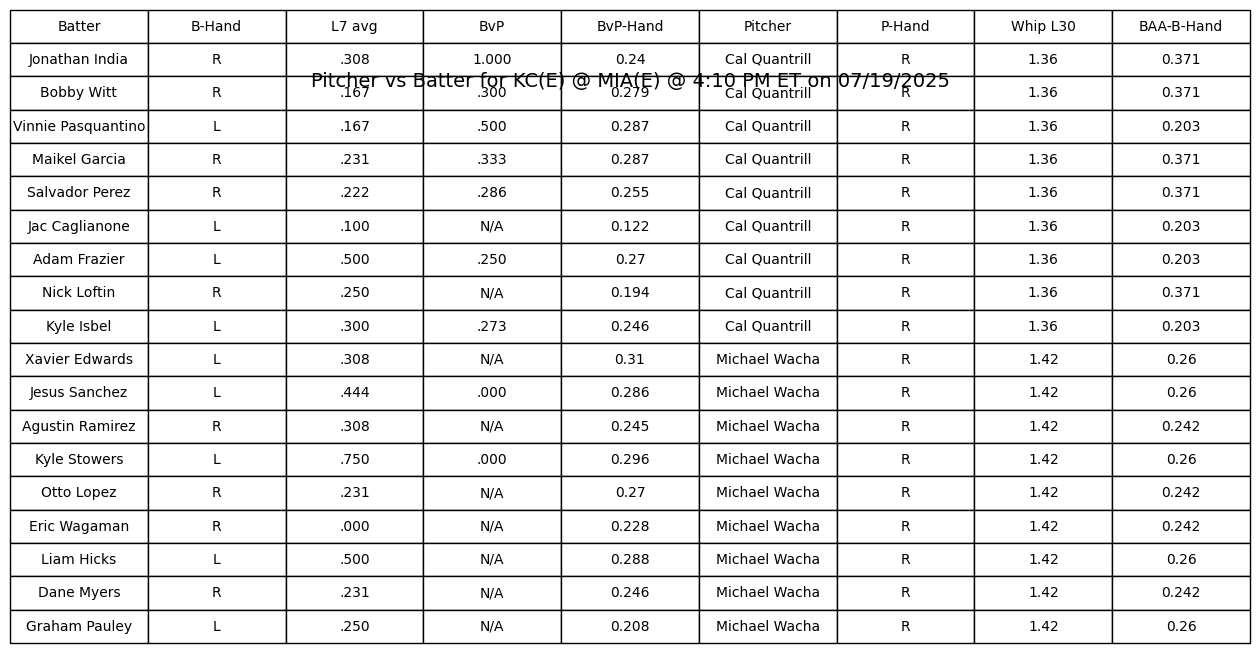 Batter B-Hand L7 avg BvP BvP-Hand Pitcher P-Hand Whip L30 BAA-B-Hand
Jonathan India R .308 1.000 0.24 Cal Quantrill R 1.36 0.371
Pitcher vs Batter for KC(E) @ MIA(E) @ 4:10 PM ET on 07/19/2025
Bobby Witt R .167 .300 0.279 Cal Quantrill R 1.36 0.371
Vinnie Pasquantino L .167 .500 0.287 Cal Quantrill R 1.36 0.203
Maikel Garcia R .231 .333 0.287 Cal Quantrill R 1.36 0.371
Salvador Perez R .222 .286 0.255 Cal Quantrill R 1.36 0.371
Jac Caglianone L .100 N/A 0.122 Cal Quantrill R 1.36 0.203
Adam Frazier L .500 .250 0.27 Cal Quantrill R 1.36 0.203
Nick Loftin R .250 N/A 0.194 Cal Quantrill R 1.36 0.371
Kyle Isbel L .300 .273 0.246 Cal Quantrill R 1.36 0.203
Xavier Edwards L .308 N/A 0.31 Michael Wacha R 1.42 0.26
Jesus Sanchez L .444 .000 0.286 Michael Wacha R 1.42 0.26
Agustin Ramirez R .308 N/A 0.245 Michael Wacha R 1.42 0.242
Kyle Stowers L .750 .000 0.296 Michael Wacha R 1.42 0.26
Otto Lopez R .231 N/A 0.27 Michael Wacha R 1.42 0.242
Eric Wagaman R .000 N/A 0.228 Michael Wacha R 1.42 0.242
Liam Hicks L .500 N/A 0.288 Michael Wacha R 1.42 0.26
Dane Myers R .231 N/A 0.246 Michael Wacha R 1.42 0.242
Graham Pauley L .250 N/A 0.208 Michael Wacha R 1.42 0.26